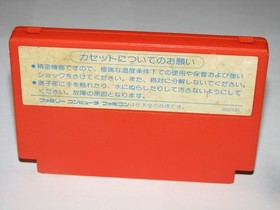 カセットについてのお願い
●精密機器ですので、極端な温度条件下での使用や保管および強い
ショックをさけてください。また、絶対に分解しないでください。
●端子部に手を触れたり、水にぬらしたりして汚さないようにして
ください。故障の原因となります。
ファミリーコンピュータ ファミコンは任天堂の商標です。